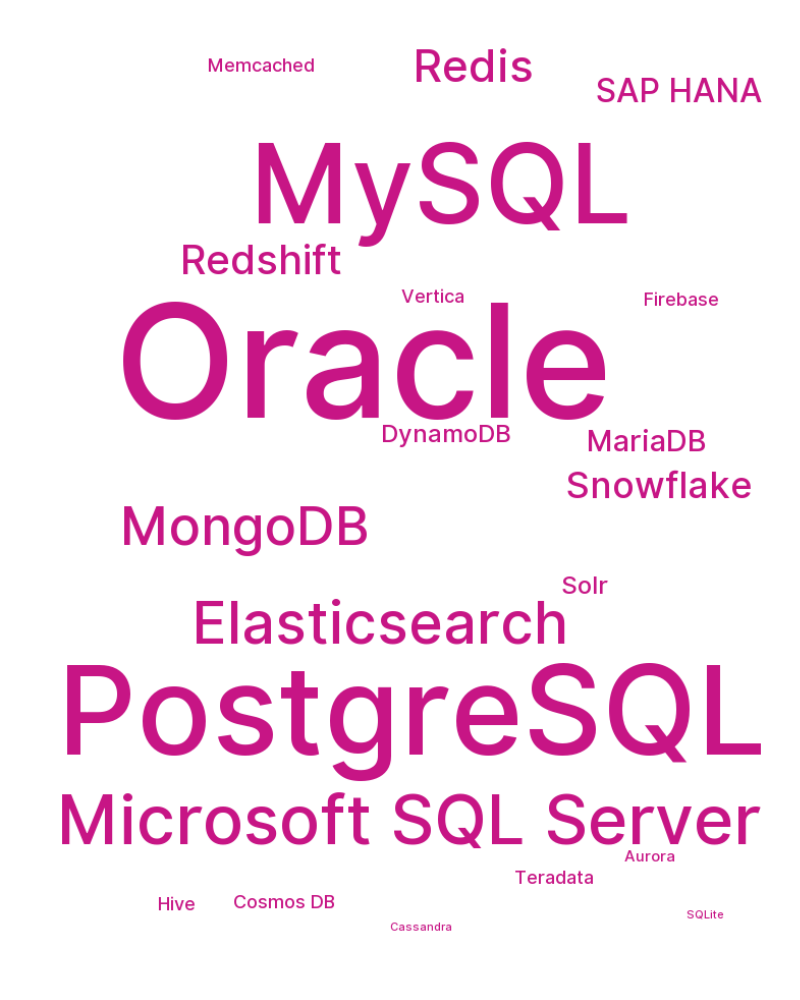 Memcached
Redis
SAP HANA
MySQL
Redshift
Vertica
Firebase
Oracle
DynamoDB
MariaDB
Snowflake
MongoDB
Solr
Elasticsearch
PostgreSQL
Microsoft SQL Server
Aurora
Teradata
Hive
Cosmos DB
SQLite
Cassandra